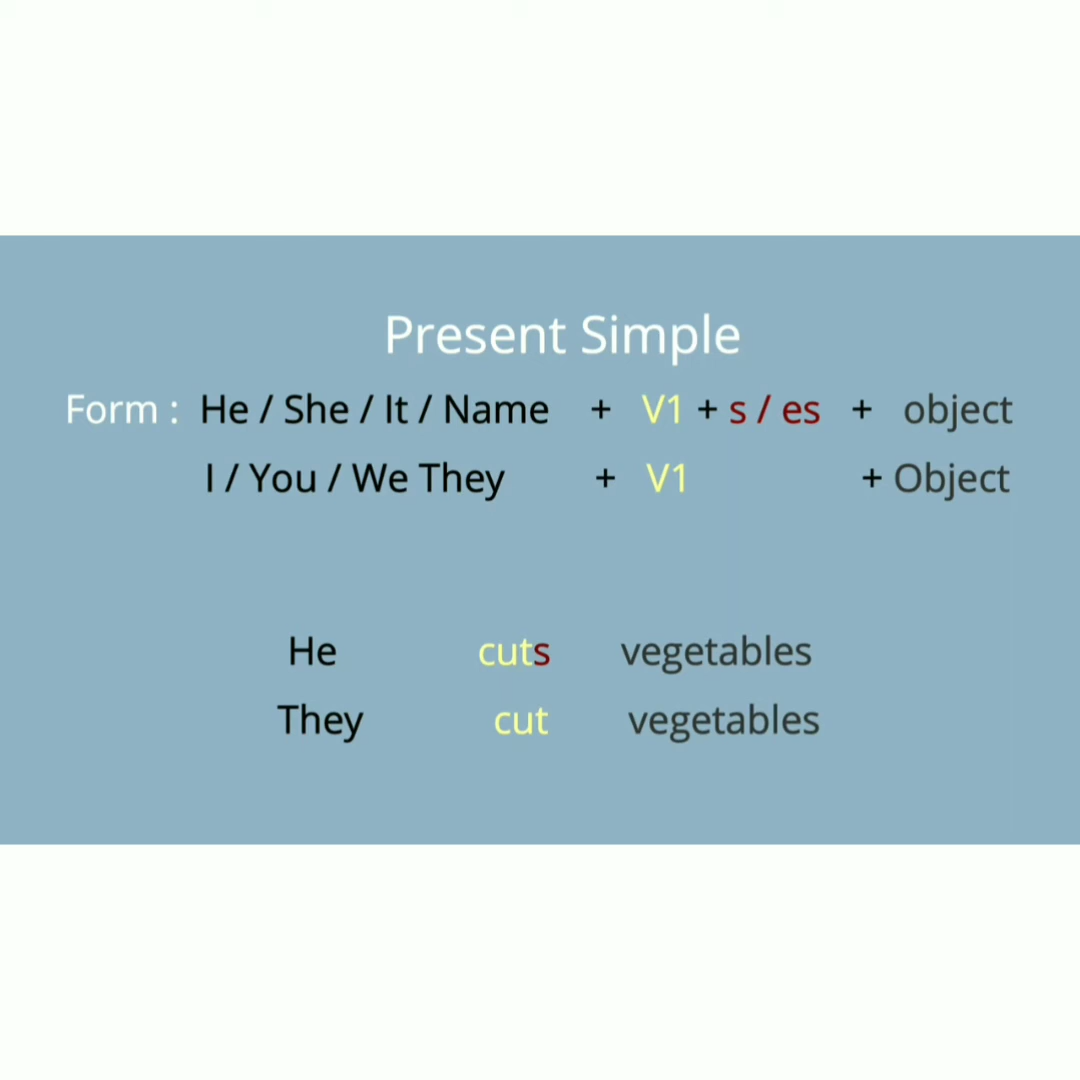 Present Simple
Form : He / She / It / Name + V1 + s / es + object
I / You / We They + V1 + Object
He cuts vegetables
They cut vegetables